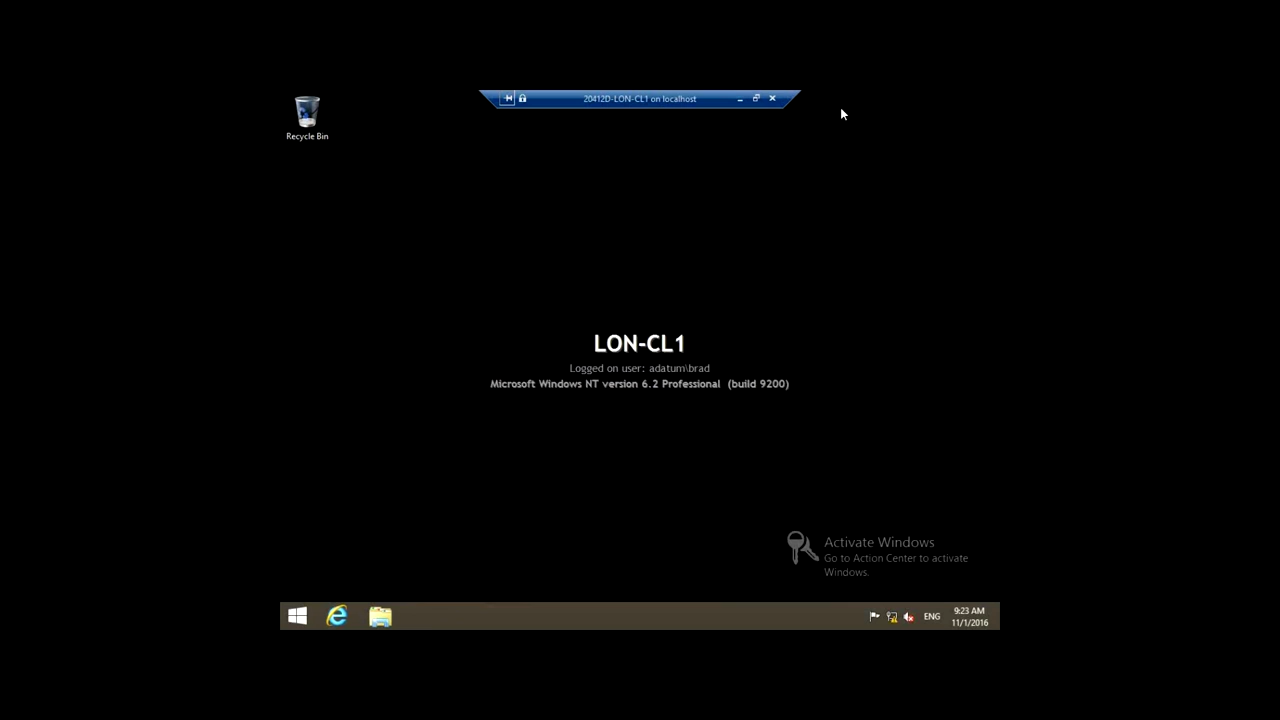 20412D-LON-CL1 on localhost
Recycle Bin
LON-CL1
Logged on user: adatum\brad
Microsoft Windows NT version 6.2 Professional (build 9200)
Activate Windows
Go to Action Center to activate
Windows.
ENG
9:23 AM
11/1/2016